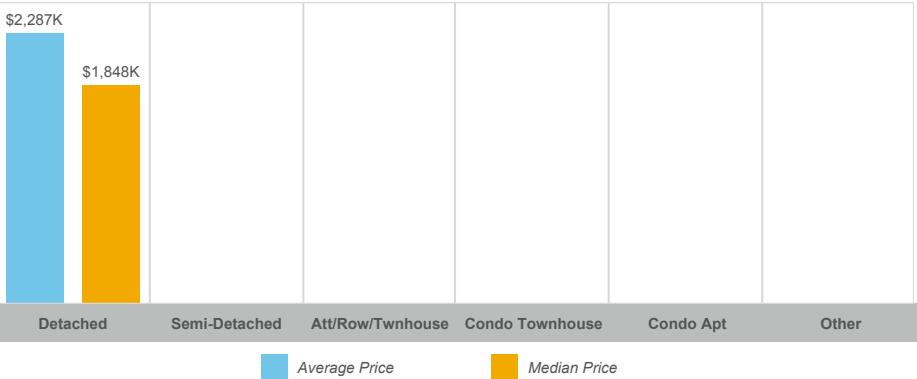 $2,287K
$1,848K
Detached Semi-Detached Att/Row/Twnhouse Condo Townhouse Condo Apt Other
Average Price Median Price